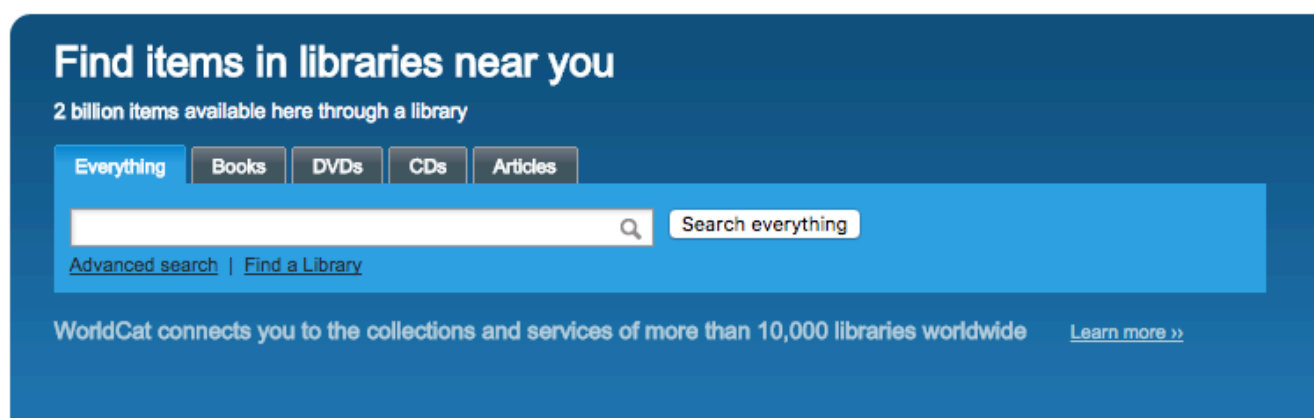 Find items in libraries near you
2 billion items available here through a library
Everything Books DVDs CDs Articles
Search everything
Advanced search | Find a Library
WorldCat connects you to the collections and services of more than 10,000 libraries worldwide Learn more ››